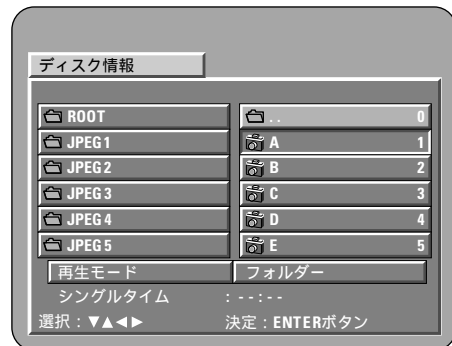 ディスク情報
ROOT
JPEG1
JPEG2
JPEG3
JPEG4
JPEG5
.. 0
A 1
B 2
C 3
D 4
E 5
再生モード フォルダー
シングルタイム : --:--
選択：▼▲◀▶ 決定：ENTERボタン